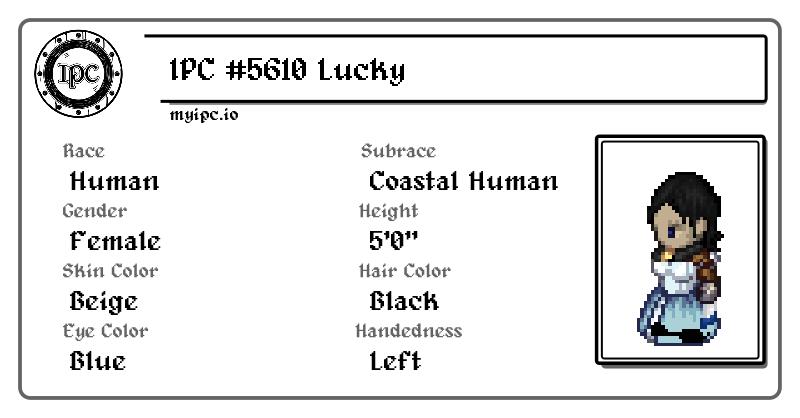 IPC
IPC #5610 Lucky
myipc.io
Race
Human
Subrace
Coastal Human
Gender
Female
Height
5'0"
Skin Color
Beige
Hair Color
Black
Eye Color
Blue
Handedness
Left